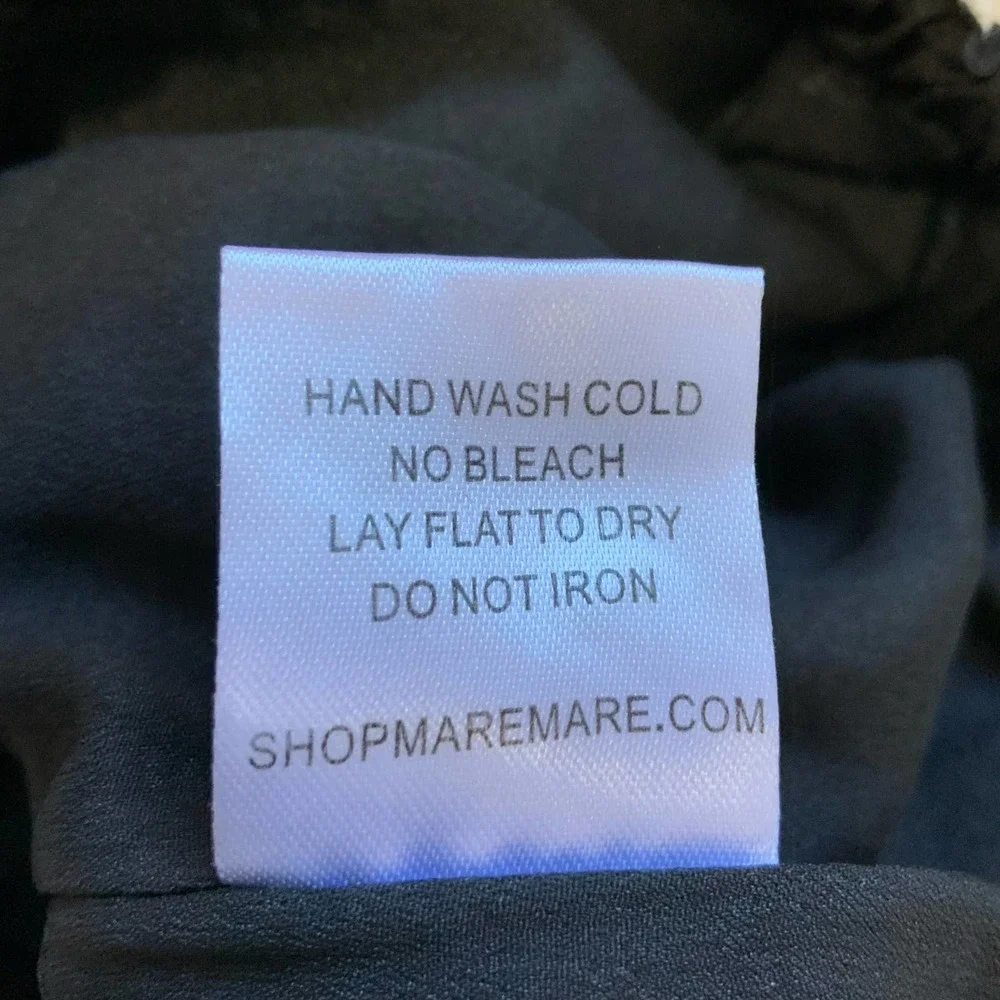 HAND WASH COLD
NO BLEACH
LAY FLAT TO DRY
DO NOT IRON
SHOPMAREMARE.COM